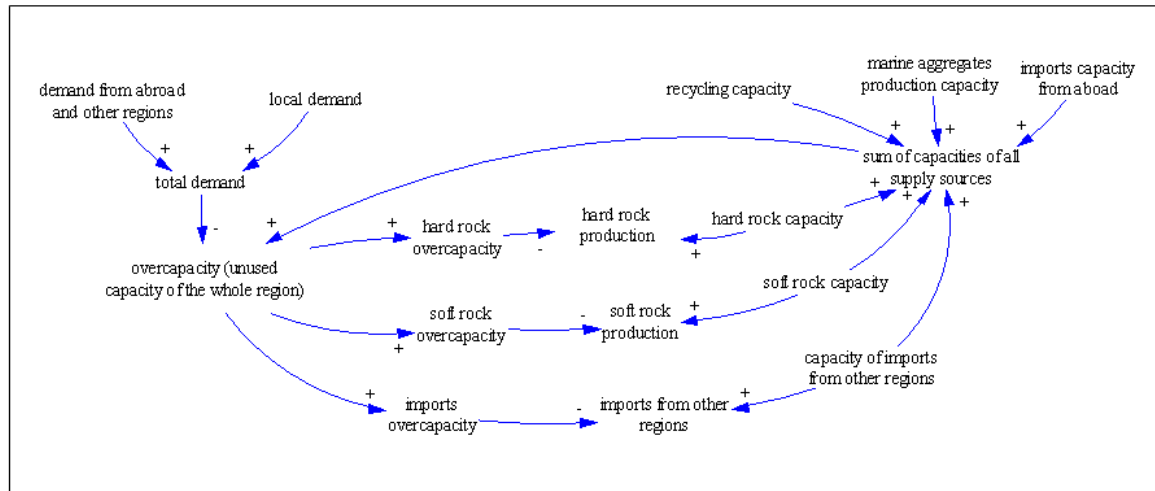 demand from abroad
and other regions
local demand
recycling capacity
marine aggregates
production capacity
imports capacity
from aboad
+
+
+
+
+
total demand
sum of capacities of all
supply sources
+
+
+
-
+
+
hard rock
overcapacity
-
hard rock
production
+
hard rock capacity
overcapacity (unused
capacity of the whole region)
soft rock capacity
+
soft rock
overcapacity
-
soft rock
production
+
capacity of imports
from other regions
+
imports
overcapacity
-
imports from other
regions
+